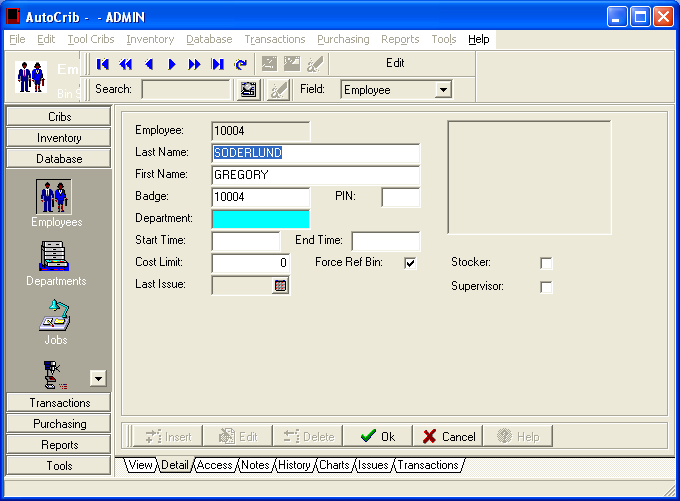 AutoCrib - - ADMIN
File Edit Tool Cribs Inventory Database Transactions Purchasing Reports Tools Help
Edit
Search: Field: Employee
Cribs
Inventory
Database
Employees
Departments
Jobs
Transactions
Purchasing
Reports
Tools
Employee: 10004
Last Name: SODERLUND
First Name: GREGORY
Badge: 10004 PIN:
Department:
Start Time: End Time:
Cost Limit: 0 Force Ref Bin: Stocker:
Last Issue: Supervisor:
Insert Edit Delete Ok Cancel Help
View Detail Access Notes History Charts Issues Transactions